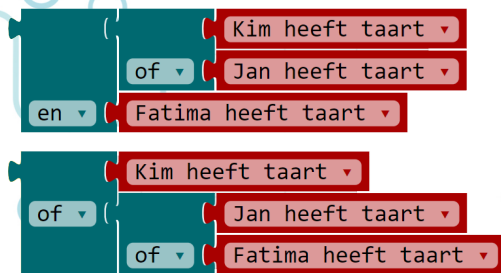 Kim heeft taart
of Jan heeft taart
en Fatima heeft taart
Kim heeft taart
of Jan heeft taart
of Fatima heeft taart